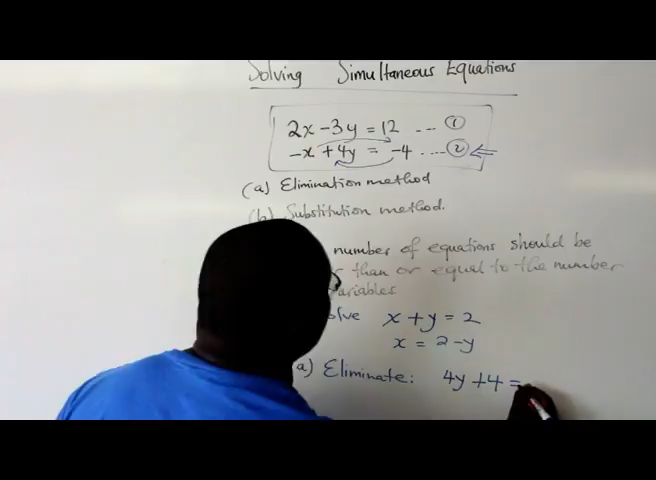 Solving Simultaneous Equations
2x - 3y = 12 --- ①
-x + 4y = -4 ---- ②
(a) Elimination method
(b) Substitution method.
number of equations should be
than or equal to the number
variables
x + y = 2
x = 2 - y
a) Eliminate: 4y + 4 =